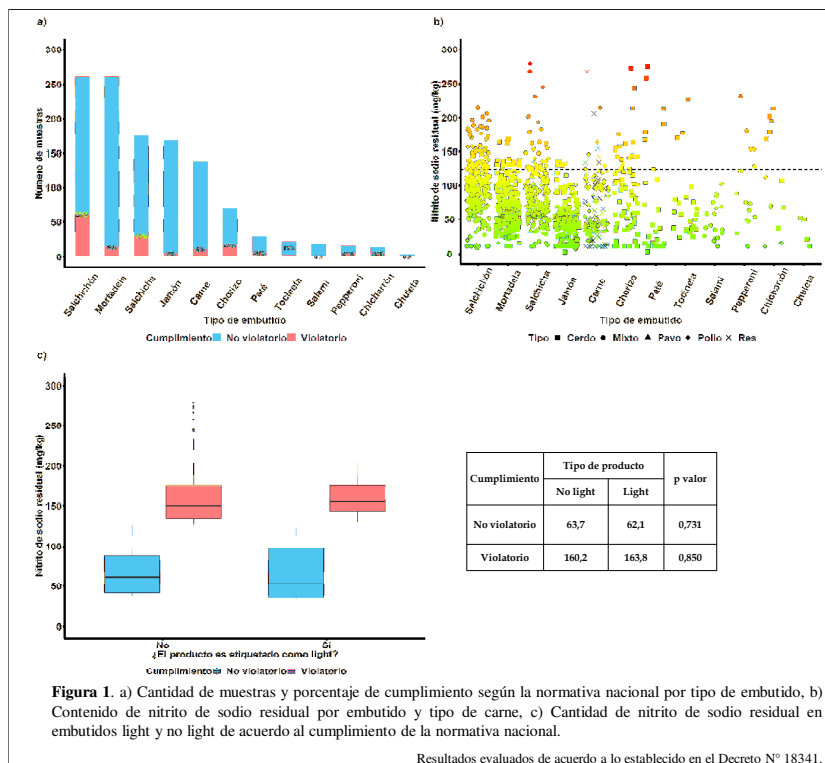 a)
Número de muestras
300
250
200
150
100
50
0
Salchichón
Mortadela
Salchicha
Jamón
Carne
Chorizo
Paté
Tocineta
Salami
Pepperoni
Chicharrón
Chuleta
Tipo de embutido
Cumplimiento No violatorio Violatorio
b)
Nitrito de sodio residual (mg/kg)
300
250
200
150
100
50
0
Salchichón
Mortadela
Salchicha
Jamón
Carne
Chorizo
Paté
Tocineta
Salami
Pepperoni
Chicharrón
Chuleta
Tipo de embutido
Tipo Cerdo Mixto Pavo Pollo Res
c)
Nitrito de sodio residual (mg/kg)
300
250
200
150
100
50
0
No
Sí
¿El producto es etiquetado como light?
Cumplimiento No violatorio Violatorio
Cumplimiento
Tipo de producto
p valor
No light
Light
No violatorio 63,7 62,1 0,731
Violatorio 160,2 163,8 0,850
Figura 1. a) Cantidad de muestras y porcentaje de cumplimiento según la normativa nacional por tipo de embutido, b)
Contenido de nitrito de sodio residual por embutido y tipo de carne, c) Cantidad de nitrito de sodio residual en
embutidos light y no light de acuerdo al cumplimiento de la normativa nacional.
Resultados evaluados de acuerdo a lo establecido en el Decreto N° 18341.